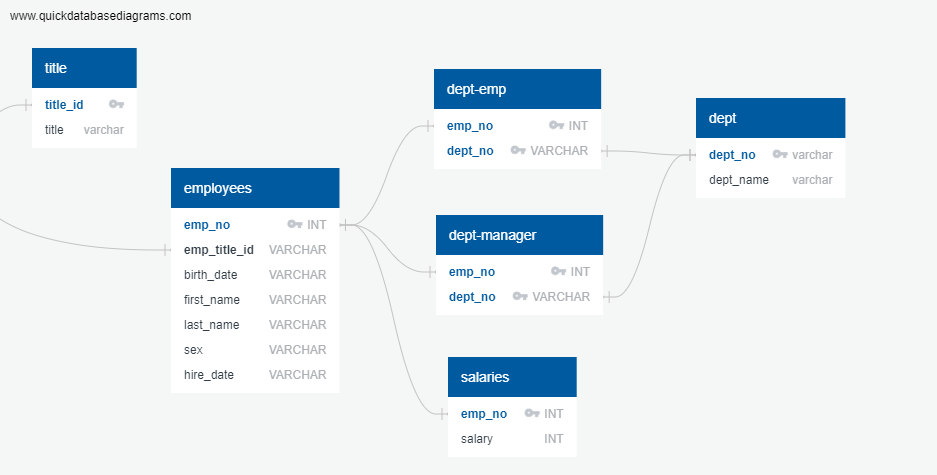 www.quickdatabasediagrams.com
title
title_id
title varchar
employees
emp_no INT
emp_title_id VARCHAR
birth_date VARCHAR
first_name VARCHAR
last_name VARCHAR
sex VARCHAR
hire_date VARCHAR
dept-emp
emp_no INT
dept_no VARCHAR
dept-manager
emp_no INT
dept_no VARCHAR
salaries
emp_no INT
salary INT
dept
dept_no varchar
dept_name varchar